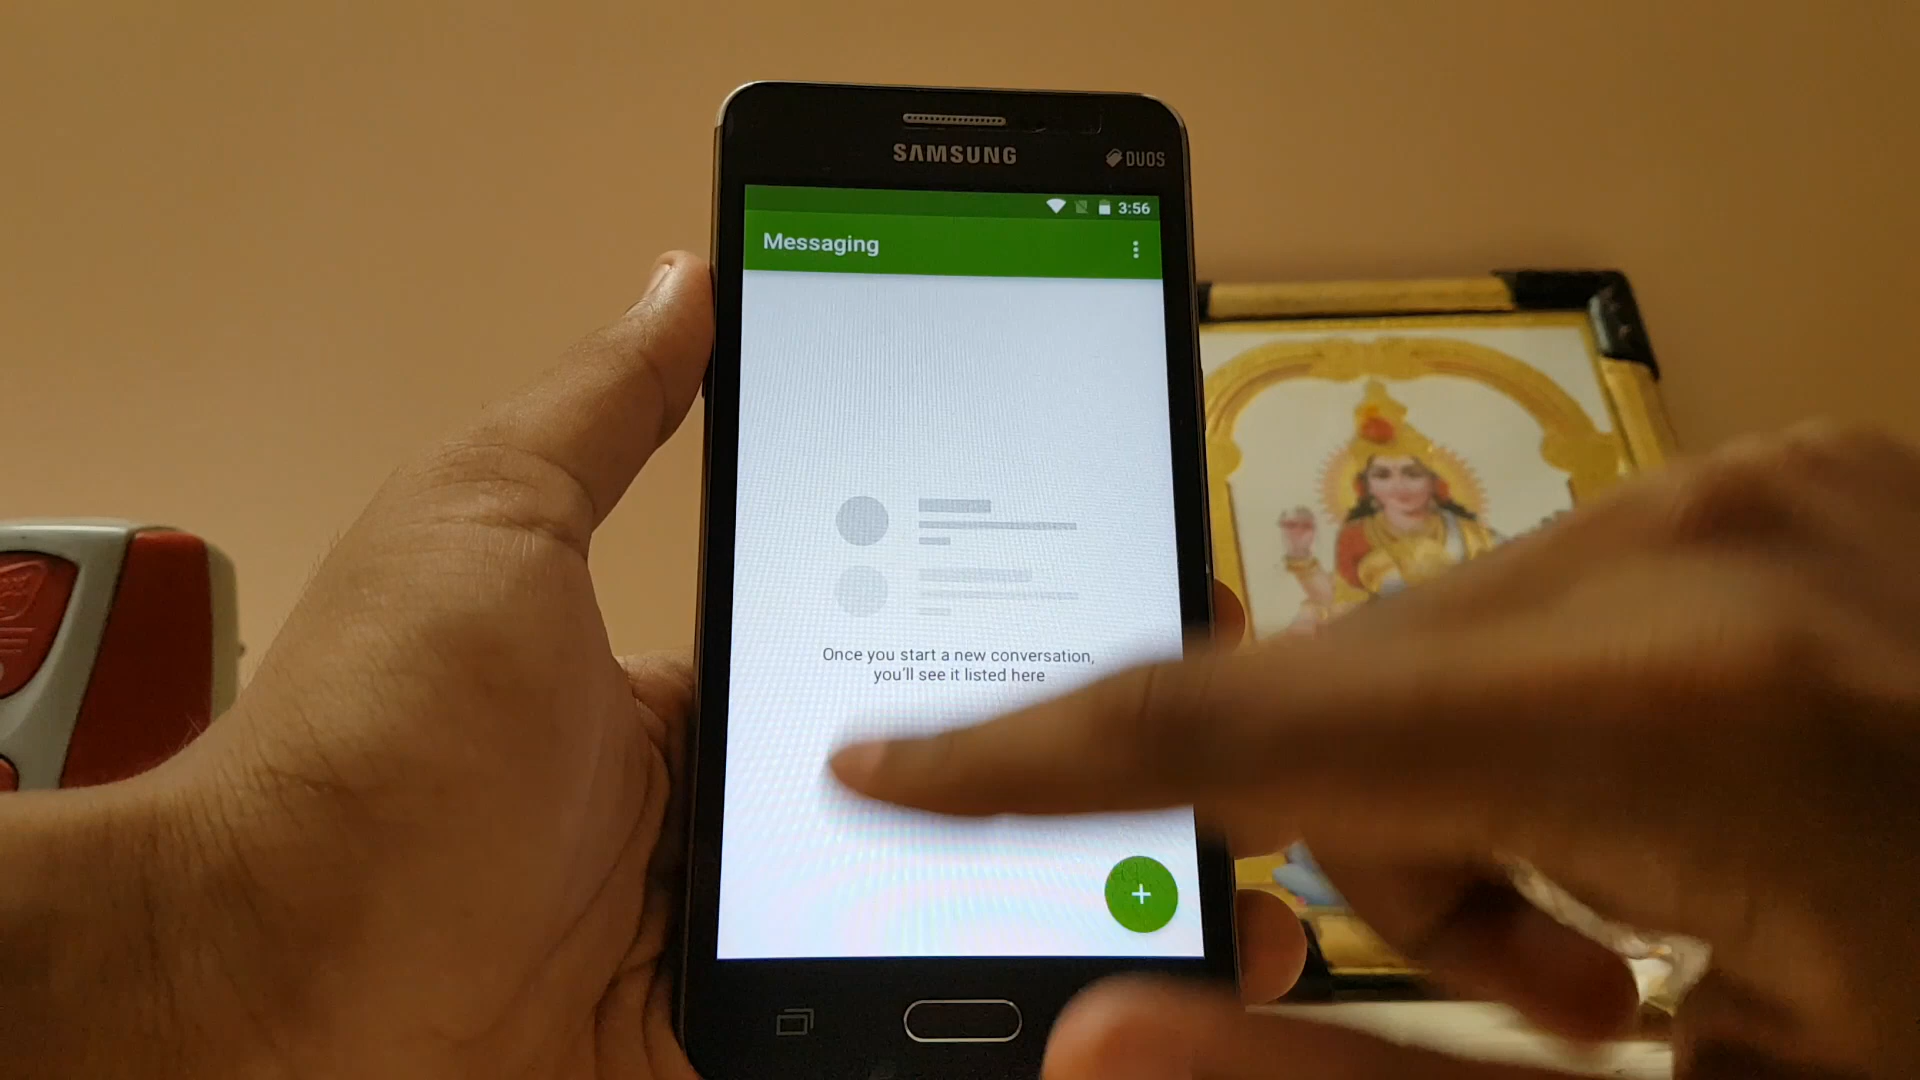 SAMSUNG
DUOS
3:56
Messaging
Once you start a new conversation,
you'll see it listed here